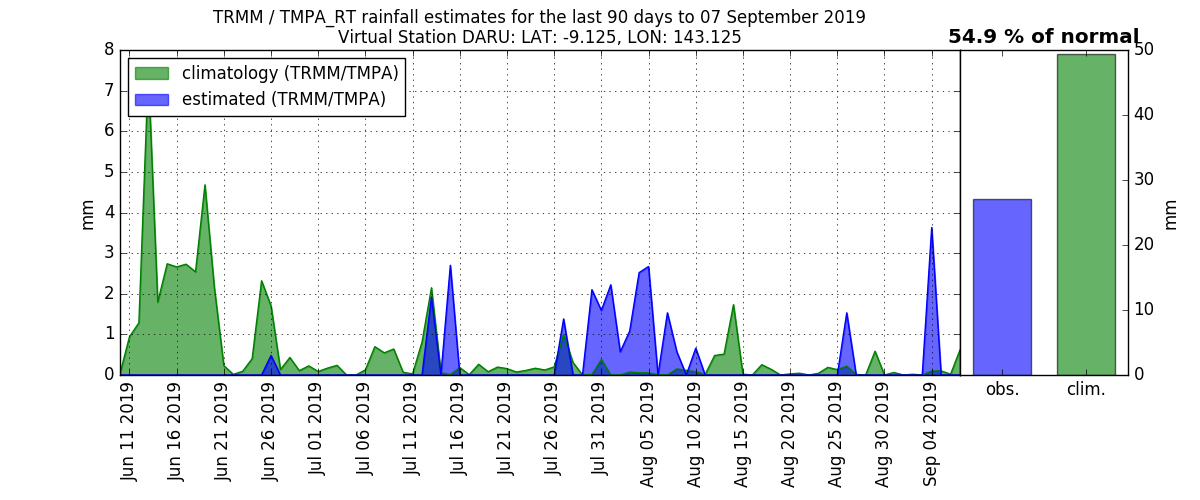 TRMM / TMPA_RT rainfall estimates for the last 90 days to 07 September 2019
Virtual Station DARU: LAT: -9.125, LON: 143.125
54.9 % of normal
climatology (TRMM/TMPA)
estimated (TRMM/TMPA)
mm
8
7
6
5
4
3
2
1
0
Jun 11 2019
Jun 16 2019
Jun 21 2019
Jun 26 2019
Jul 01 2019
Jul 06 2019
Jul 11 2019
Jul 16 2019
Jul 21 2019
Jul 26 2019
Jul 31 2019
Aug 05 2019
Aug 10 2019
Aug 15 2019
Aug 20 2019
Aug 25 2019
Aug 30 2019
Sep 04 2019
obs.
clim.
50
40
30
20
10
0
mm